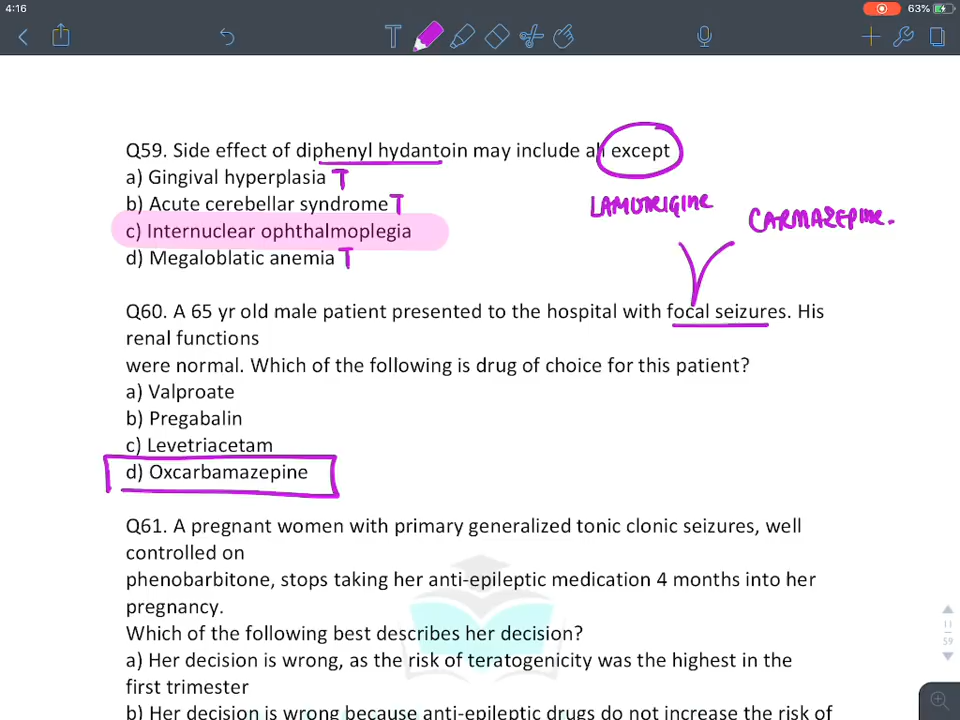 4:16
63%
Q59. Side effect of diphenyl hydantoin may include all except
a) Gingival hyperplasia T
b) Acute cerebellar syndrome T
LAMOTRIGINE
CARMAZEPINE.
c) Internuclear ophthalmoplegia
d) Megaloblatic anemia T
Q60. A 65 yr old male patient presented to the hospital with focal seizures. His
renal functions
were normal. Which of the following is drug of choice for this patient?
a) Valproate
b) Pregabalin
c) Levetriacetam
d) Oxcarbamazepine
Q61. A pregnant women with primary generalized tonic clonic seizures, well
controlled on
phenobarbitone, stops taking her anti-epileptic medication 4 months into her
pregnancy.
Which of the following best describes her decision?
a) Her decision is wrong, as the risk of teratogenicity was the highest in the
first trimester
b) Her decision is wrong because anti-epileptic drugs do not increase the risk of
11
59